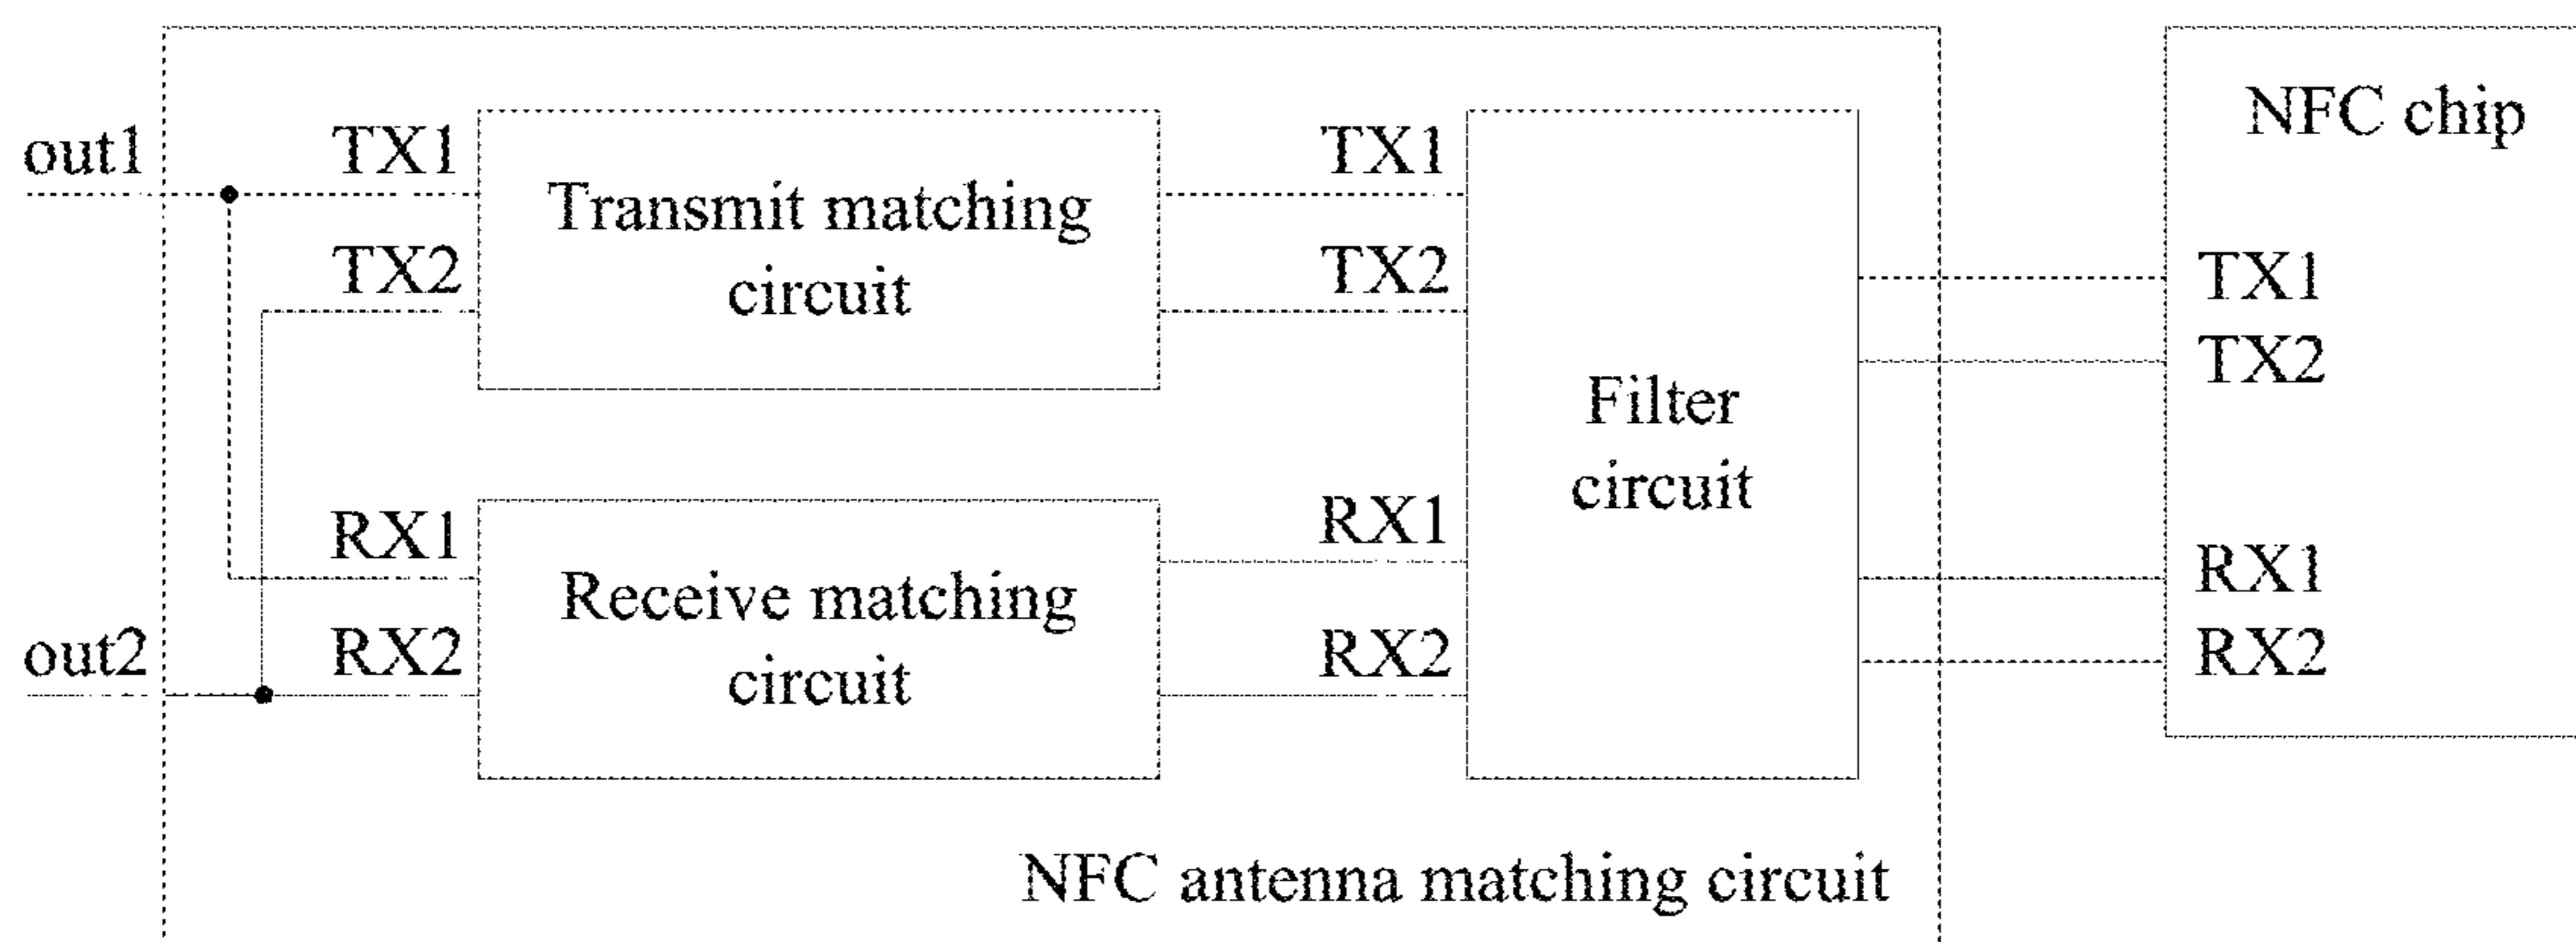 out1
TX1
TX2
Transmit matching
circuit
TX1
TX2
out2
RX1
RX2
Receive matching
circuit
RX1
RX2
Filter
circuit
NFC antenna matching circuit
NFC chip
TX1
TX2
RX1
RX2